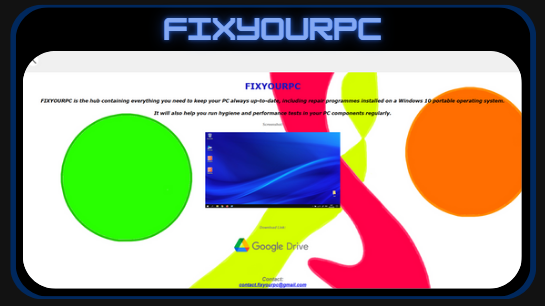 FIXYOURPC
FIXYOURPC
FIXYOURPC is the hub containing everything you need to keep your PC always up-to-date, including repair programmes installed on a Windows 10 portable operating system.
It will also help you run hygiene and performance tests in your PC components regularly.
Download Link
Google Drive
Contact:
contact.fixyourpc@gmail.com